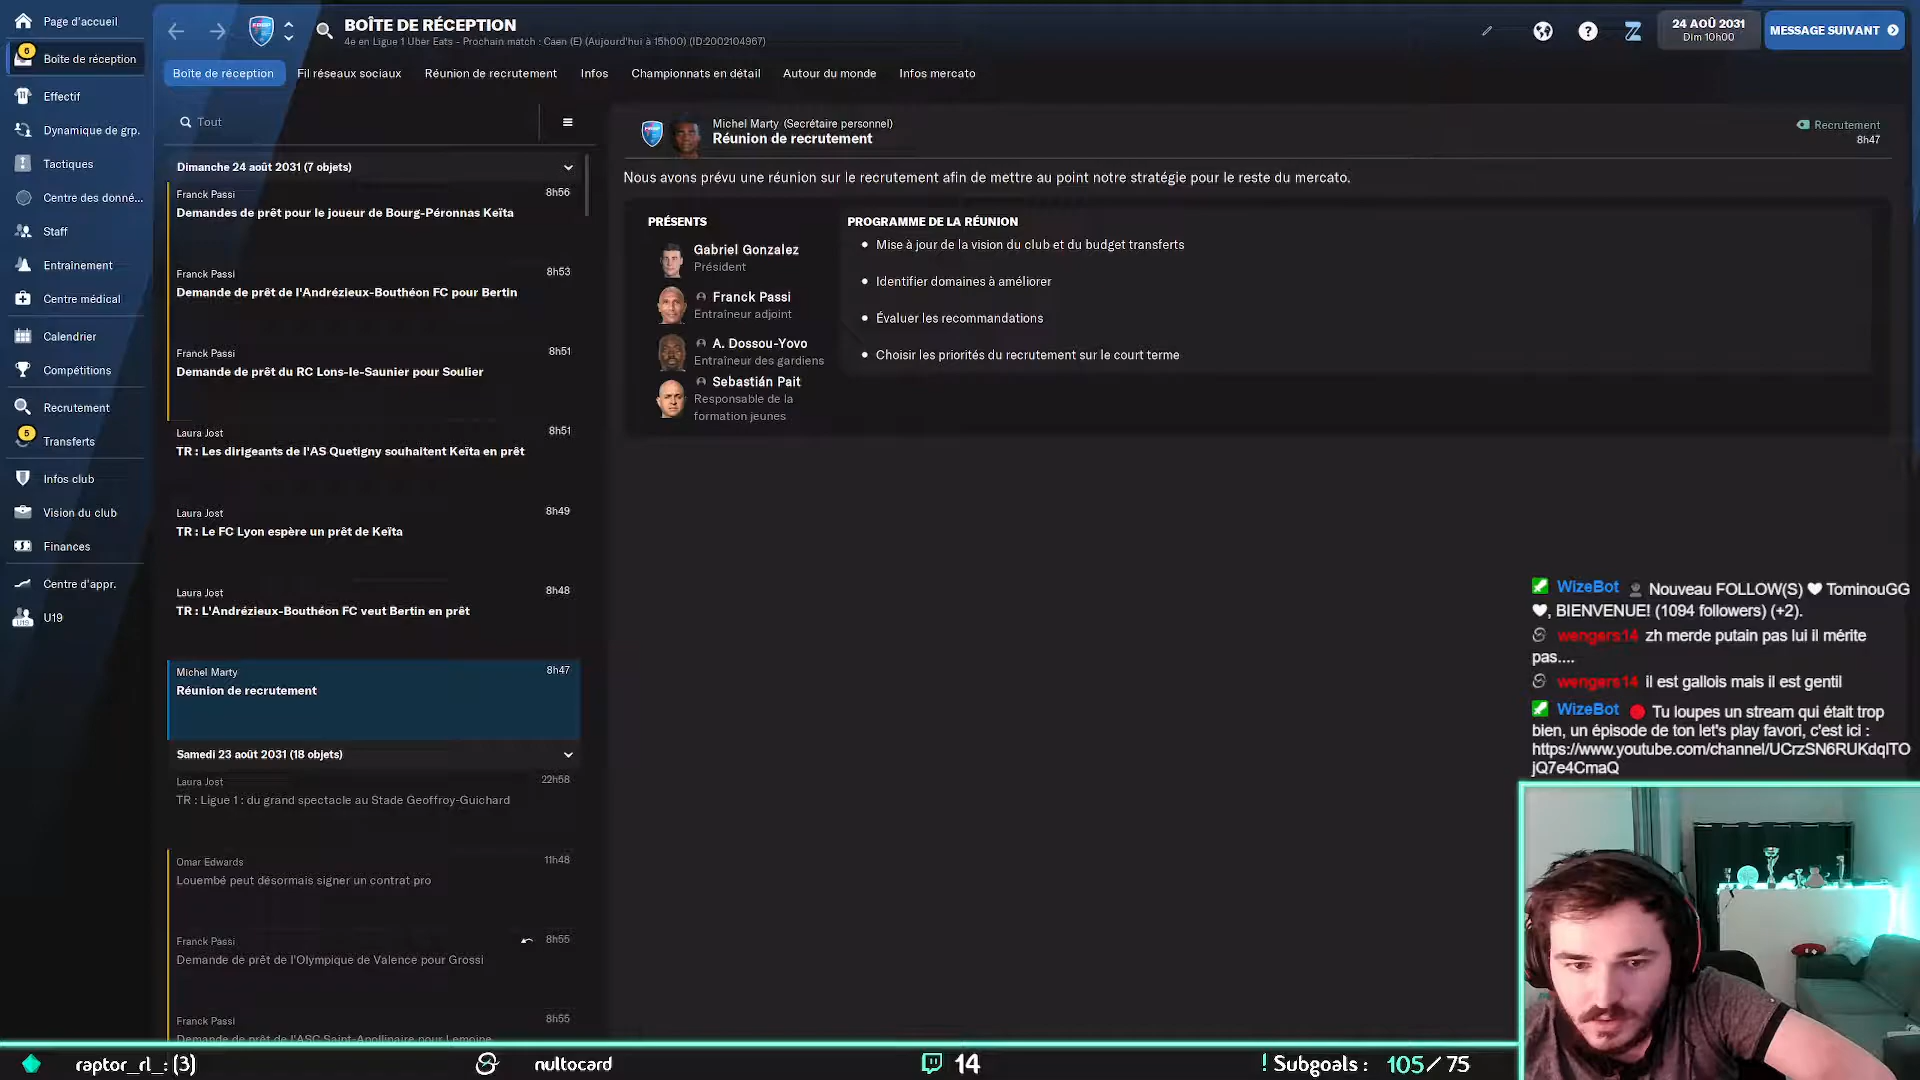 Page d'accueil
6
Boîte de réception
Effectif
Dynamique de grp.
Tactiques
Centre des donné...
Staff
Entraînement
Centre médical
Calendrier
Compétitions
Recrutement
5
Transferts
Infos club
Vision du club
Finances
Centre d'appr.
U19
BOÎTE DE RÉCEPTION
4e en Ligue 1 Uber Eats - Prochain match : Caen (E) (Aujourd'hui à 15h00) (ID:2002104967)
24 AOÛ 2031
Dim 10h00
MESSAGE SUIVANT
Boîte de réception
Fil réseaux sociaux
Réunion de recrutement
Infos
Championnats en détail
Autour du monde
Infos mercato
Tout
Dimanche 24 août 2031 (7 objets)
Franck Passi 8h56
Demandes de prêt pour le joueur de Bourg-Péronnas Keïta
Franck Passi 8h53
Demande de prêt de l'Andrézieux-Bouthéon FC pour Bertin
Franck Passi 8h51
Demande de prêt du RC Lons-le-Saunier pour Soulier
Laura Jost 8h51
TR : Les dirigeants de l'AS Quetigny souhaitent Keïta en prêt
Laura Jost 8h49
TR : Le FC Lyon espère un prêt de Keïta
Laura Jost 8h48
TR : L'Andrézieux-Bouthéon FC veut Bertin en prêt
Michel Marty 8h47
Réunion de recrutement
Samedi 23 août 2031 (18 objets)
Laura Jost 22h58
TR : Ligue 1 : du grand spectacle au Stade Geoffroy-Guichard
Omar Edwards 11h48
Louembé peut désormais signer un contrat pro
Franck Passi 8h55
Demande de prêt de l'Olympique de Valence pour Grossi
Franck Passi 8h55
Demande de prêt de l'ASC Saint-Apollinaire pour Lemoine
Michel Marty (Secrétaire personnel)
Réunion de recrutement
Recrutement
8h47
Nous avons prévu une réunion sur le recrutement afin de mettre au point notre stratégie pour le reste du mercato.
PRÉSENTS
Gabriel Gonzalez
Président
Franck Passi
Entraîneur adjoint
A. Dossou-Yovo
Entraîneur des gardiens
Sebastián Pait
Responsable de la
formation jeunes
PROGRAMME DE LA RÉUNION
Mise à jour de la vision du club et du budget transferts
Identifier domaines à améliorer
Évaluer les recommandations
Choisir les priorités du recrutement sur le court terme
WizeBot Nouveau FOLLOW(S) ♥ TominouGG
♥, BIENVENUE! (1094 followers) (+2).
wengers14 zh merde putain pas lui il mérite
pas....
wengers14 il est gallois mais il est gentil
WizeBot Tu loupes un stream qui était trop
bien, un épisode de ton let's play favori, c'est ici :
https://www.youtube.com/channel/UCrzSN6RUKdqlTO
jQ7e4CmaQ
raptor_rl_: (3)
nultocard
14
! Subgoals : 105/ 75